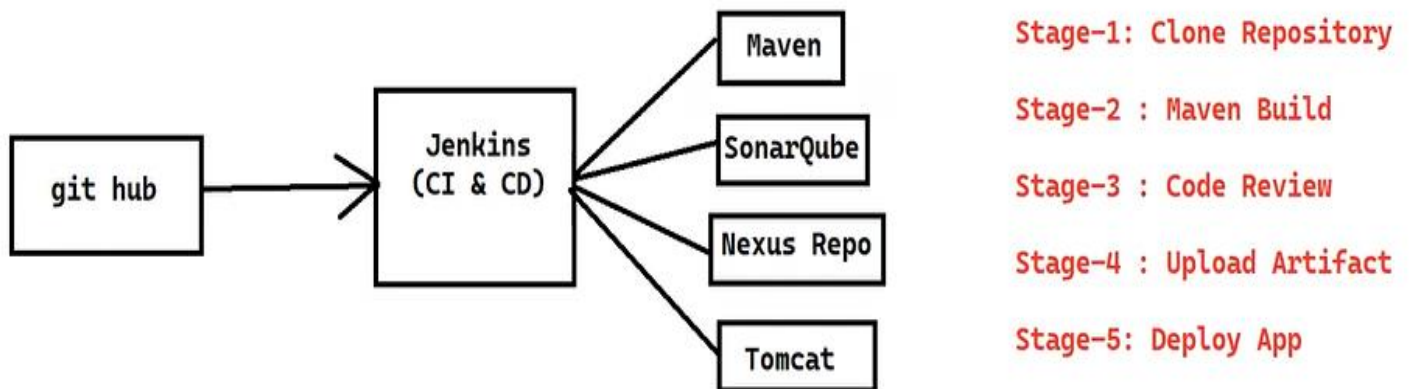 git hub
Jenkins
(CI & CD)
Maven
SonarQube
Nexus Repo
Tomcat
Stage-1: Clone Repository
Stage-2 : Maven Build
Stage-3 : Code Review
Stage-4 : Upload Artifact
Stage-5: Deploy App